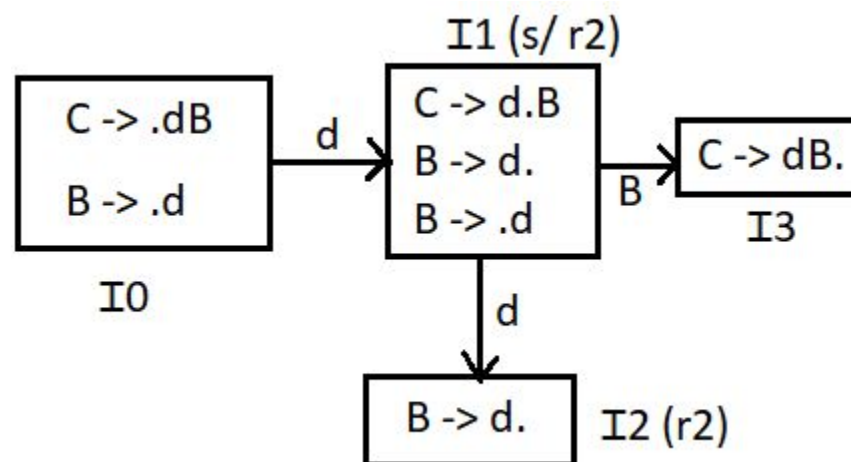 I1 (s/ r2)
C -> .dB
B -> .d
I0
d
C -> d.B
B -> d.
B -> .d
B
C -> dB.
I3
d
B -> d.
I2 (r2)